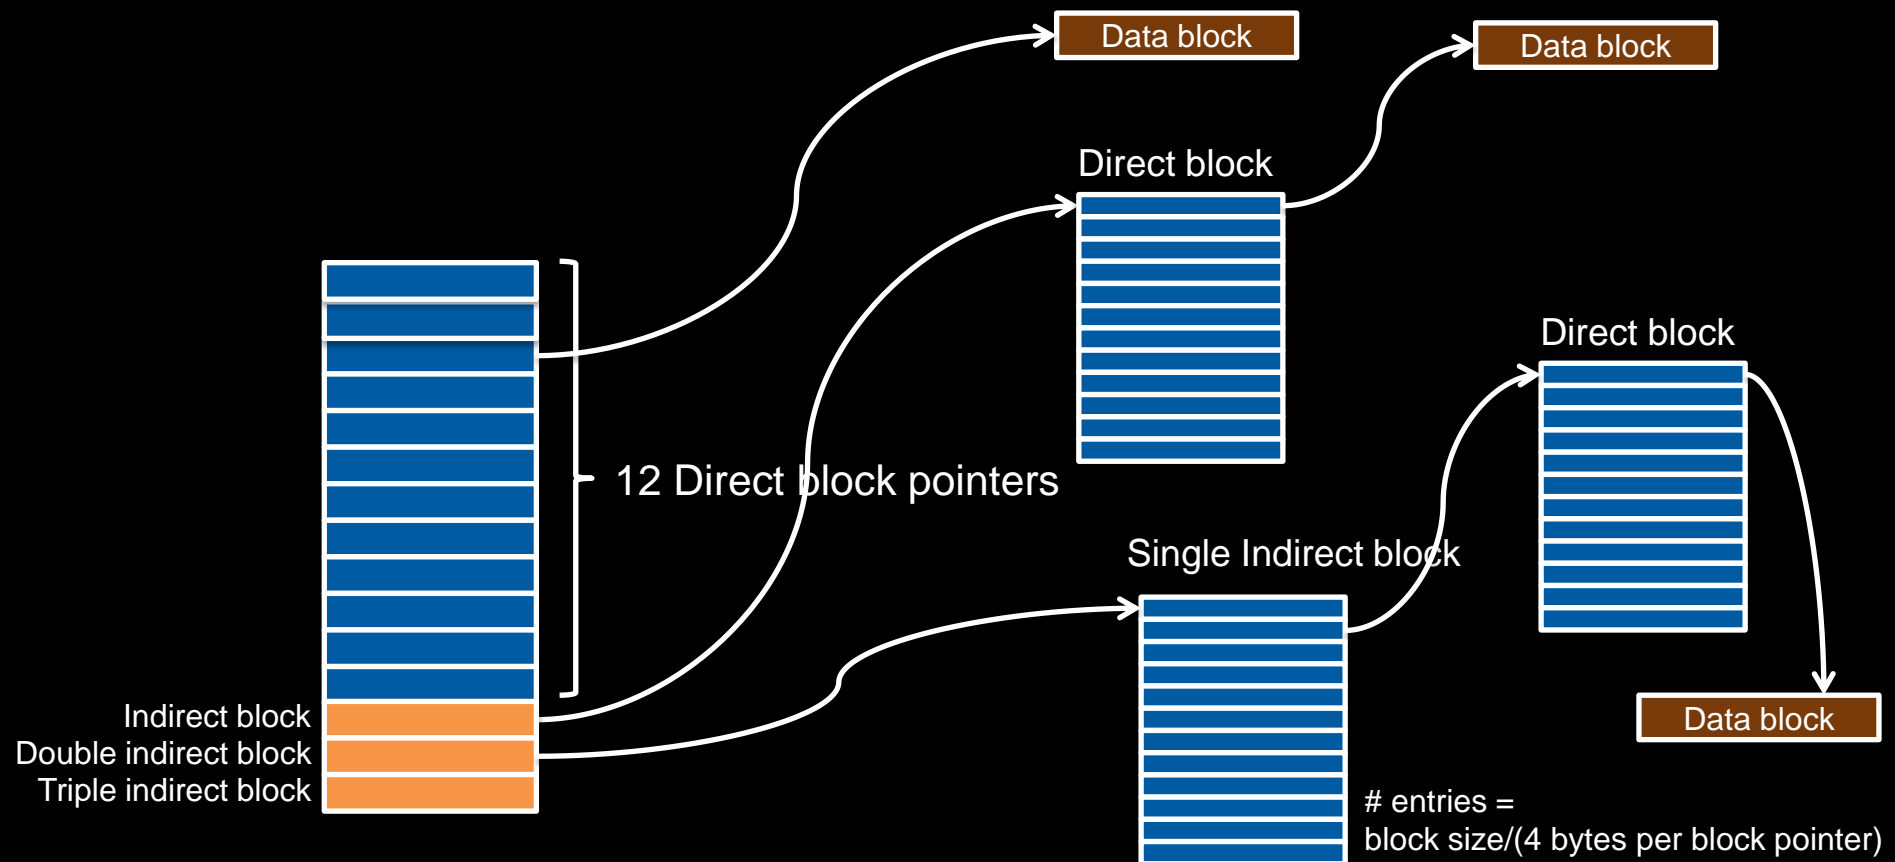 Data block
Data block
Direct block
Direct block
12 Direct block pointers
Single Indirect block
Indirect block
Double indirect block
Triple indirect block
Data block
# entries =
block size/(4 bytes per block pointer)